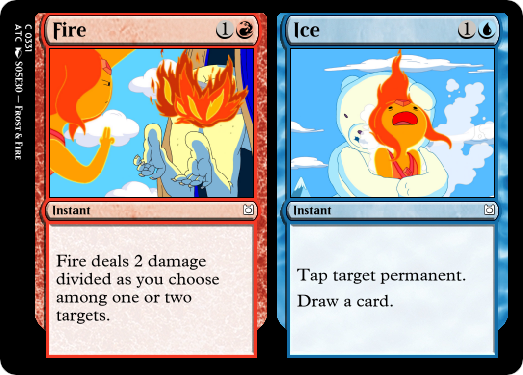 C 0331
ATC S05E30 — FROST & FIRE
Fire 1
Instant
Fire deals 2 damage
divided as you choose
among one or two
targets.
Ice 1
Instant
Tap target permanent.
Draw a card.